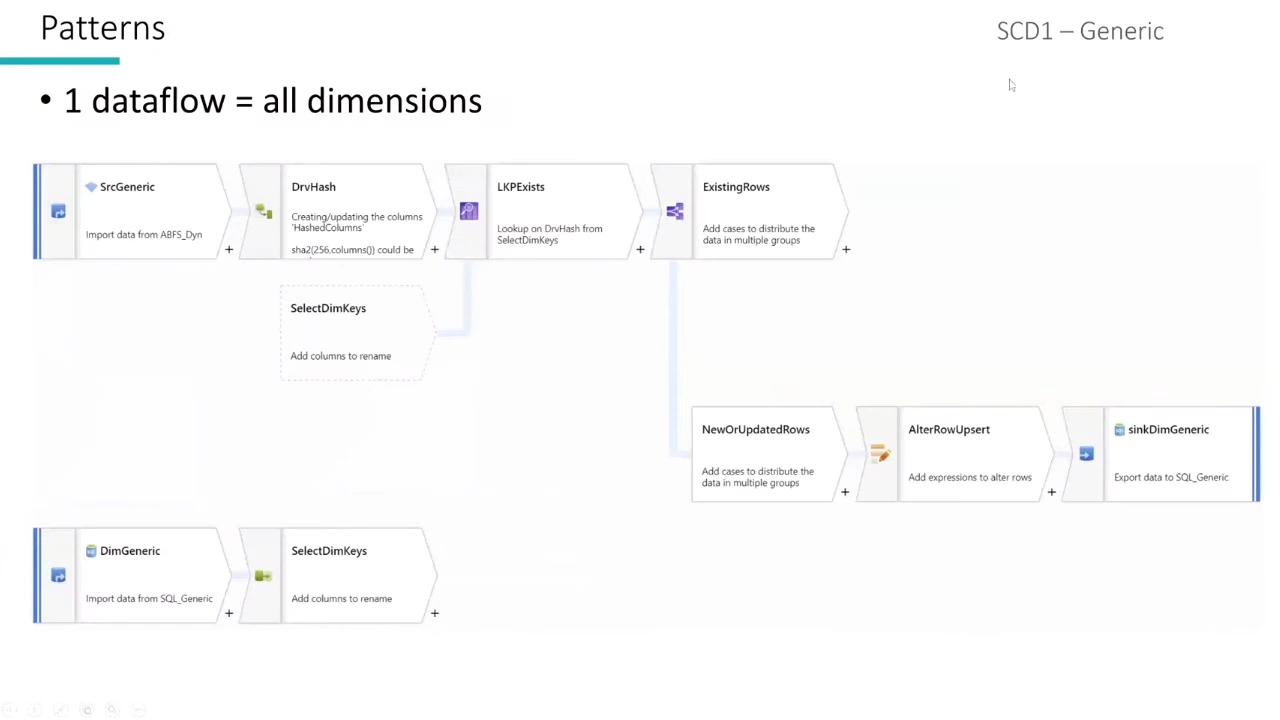 Patterns
SCD1 – Generic
• 1 dataflow = all dimensions
SrcGeneric
Import data from ABFS_Dyn
+
DrvHash
Creating/updating the columns
'HashedColumns'
sha2(256,columns()) could be
+
LKPExists
Lookup on DrvHash from
SelectDimKeys
+
ExistingRows
Add cases to distribute the
data in multiple groups
+
SelectDimKeys
Add columns to rename
NewOrUpdatedRows
Add cases to distribute the
data in multiple groups
+
AlterRowUpsert
Add expressions to alter rows
+
sinkDimGeneric
Export data to SQL_Generic
DimGeneric
Import data from SQL_Generic
+
SelectDimKeys
Add columns to rename
+